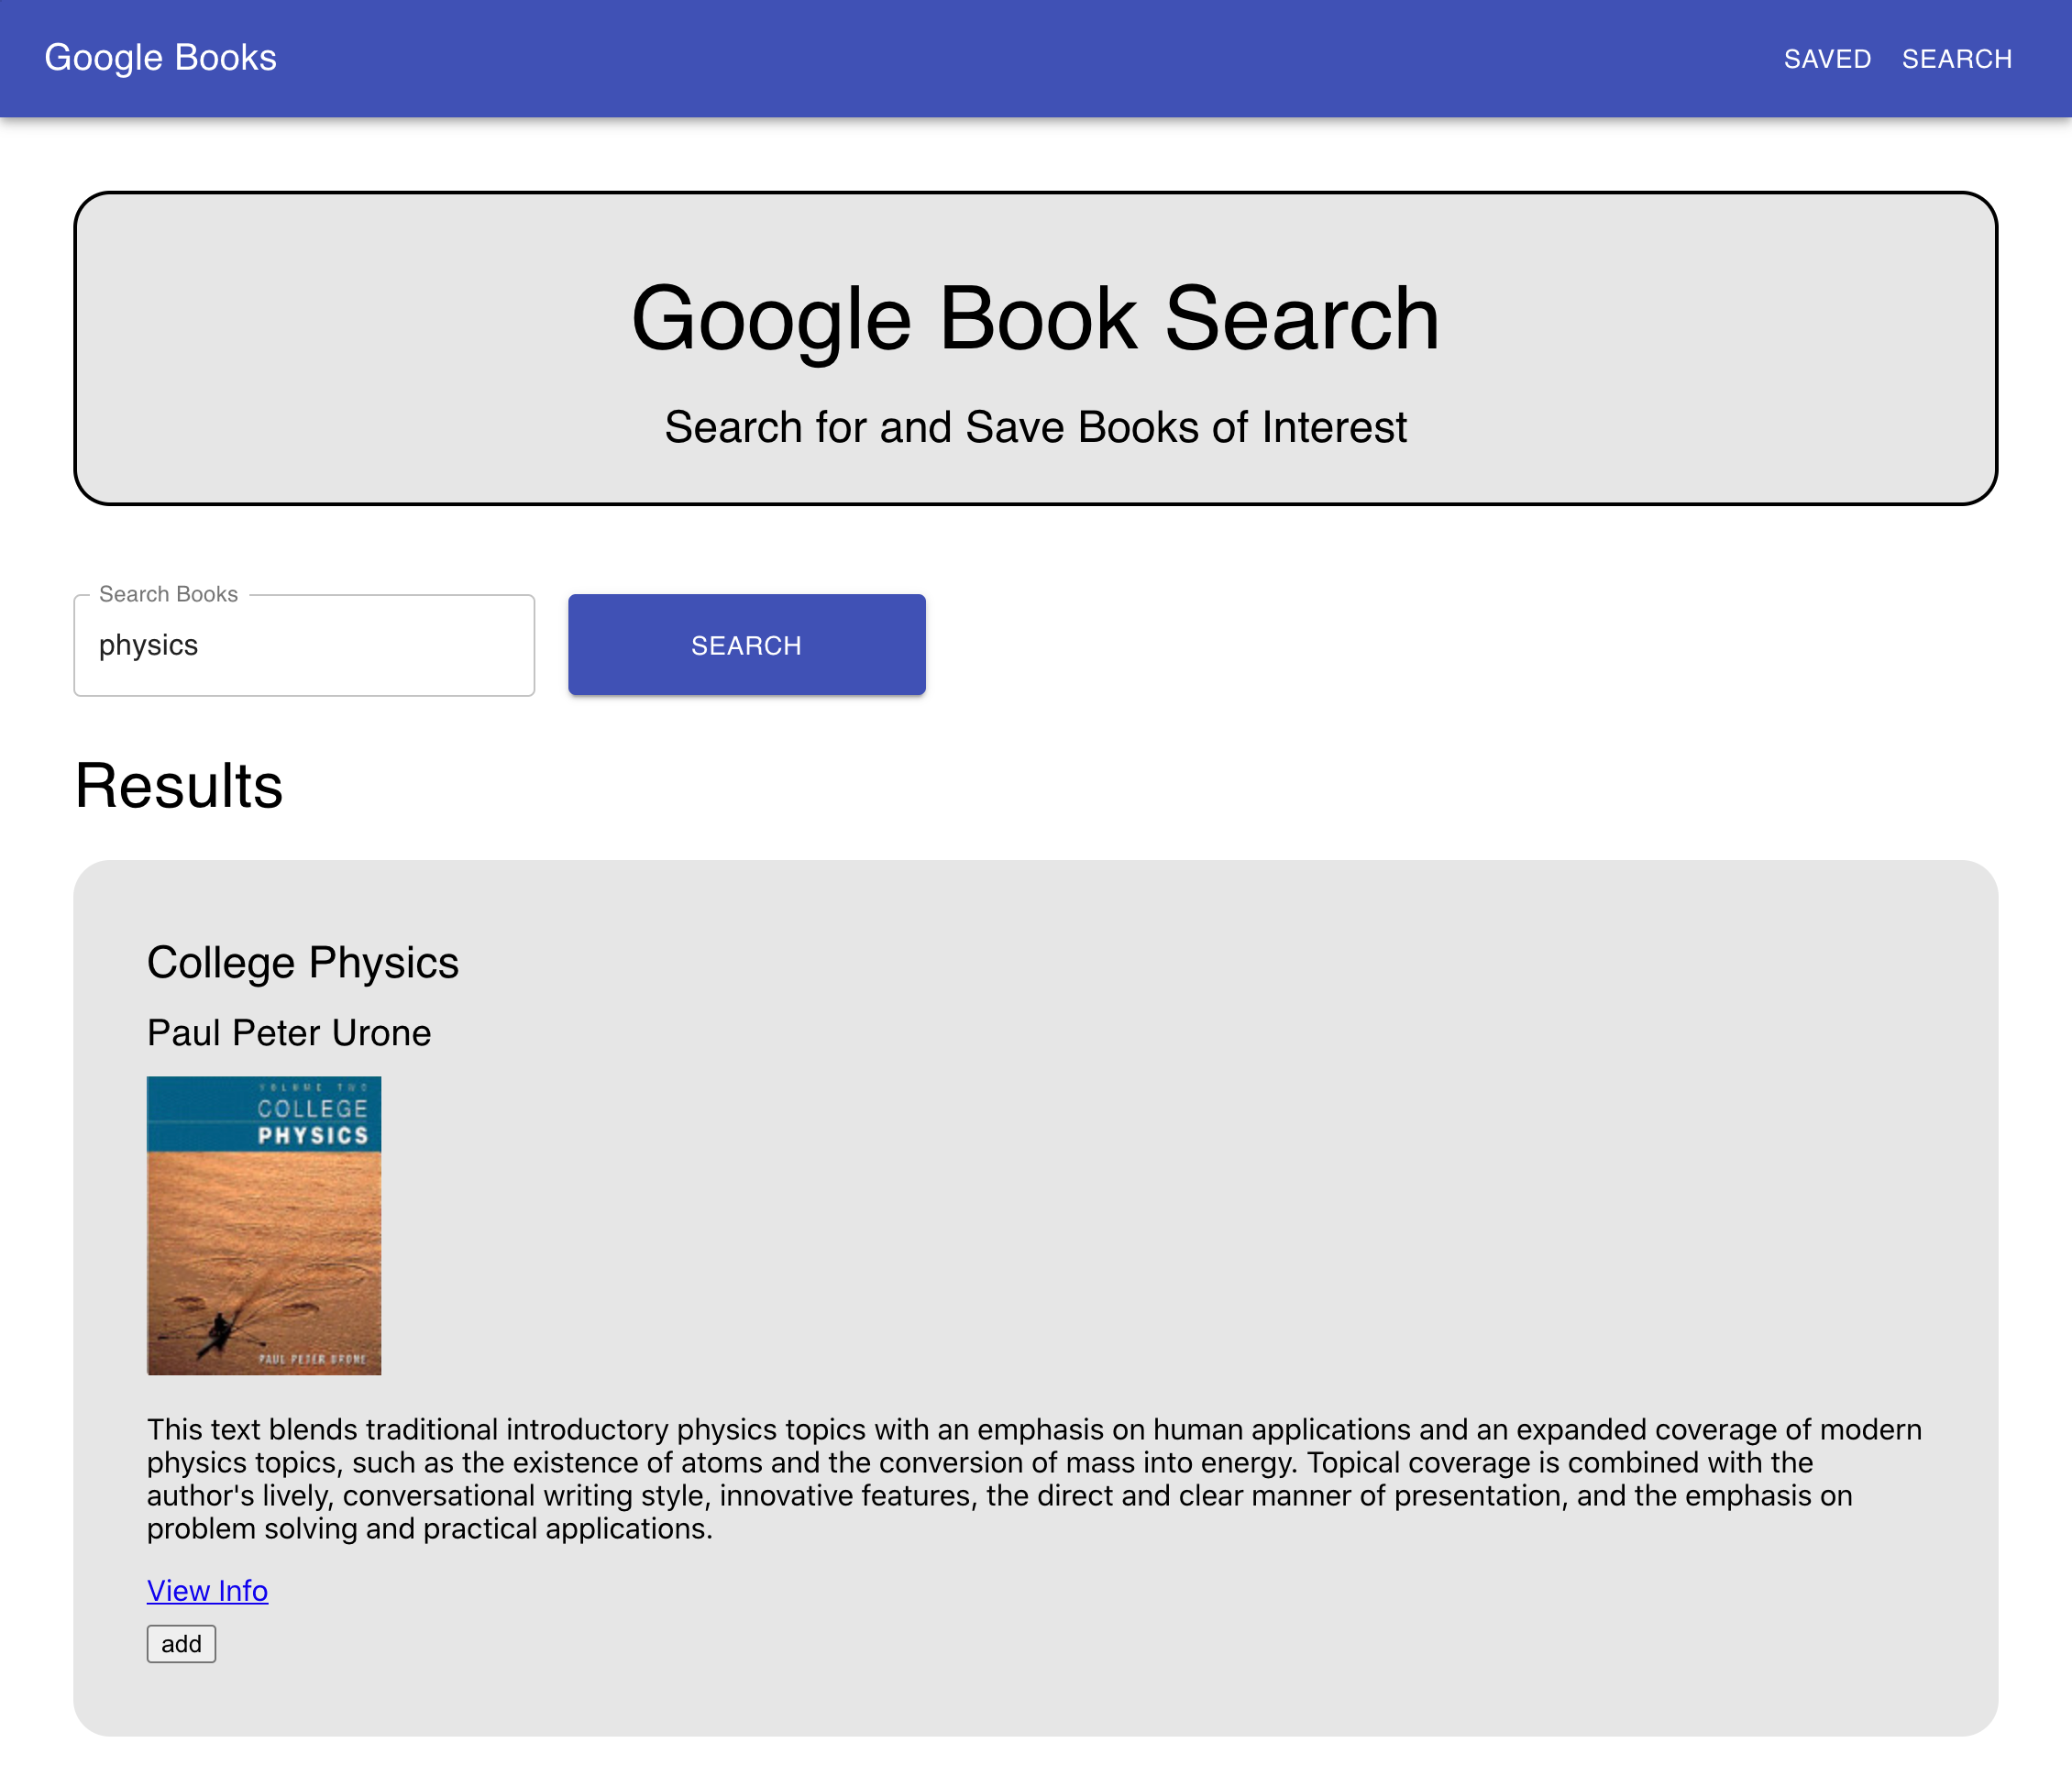 Google Books
SAVED SEARCH
Google Book Search
Search for and Save Books of Interest
Search Books
physics
SEARCH
Results
College Physics
Paul Peter Urone
VOLUME TWO
COLLEGE
PHYSICS
PAUL PETER URONE
This text blends traditional introductory physics topics with an emphasis on human applications and an expanded coverage of modern
physics topics, such as the existence of atoms and the conversion of mass into energy. Topical coverage is combined with the
author's lively, conversational writing style, innovative features, the direct and clear manner of presentation, and the emphasis on
problem solving and practical applications.
View Info
add